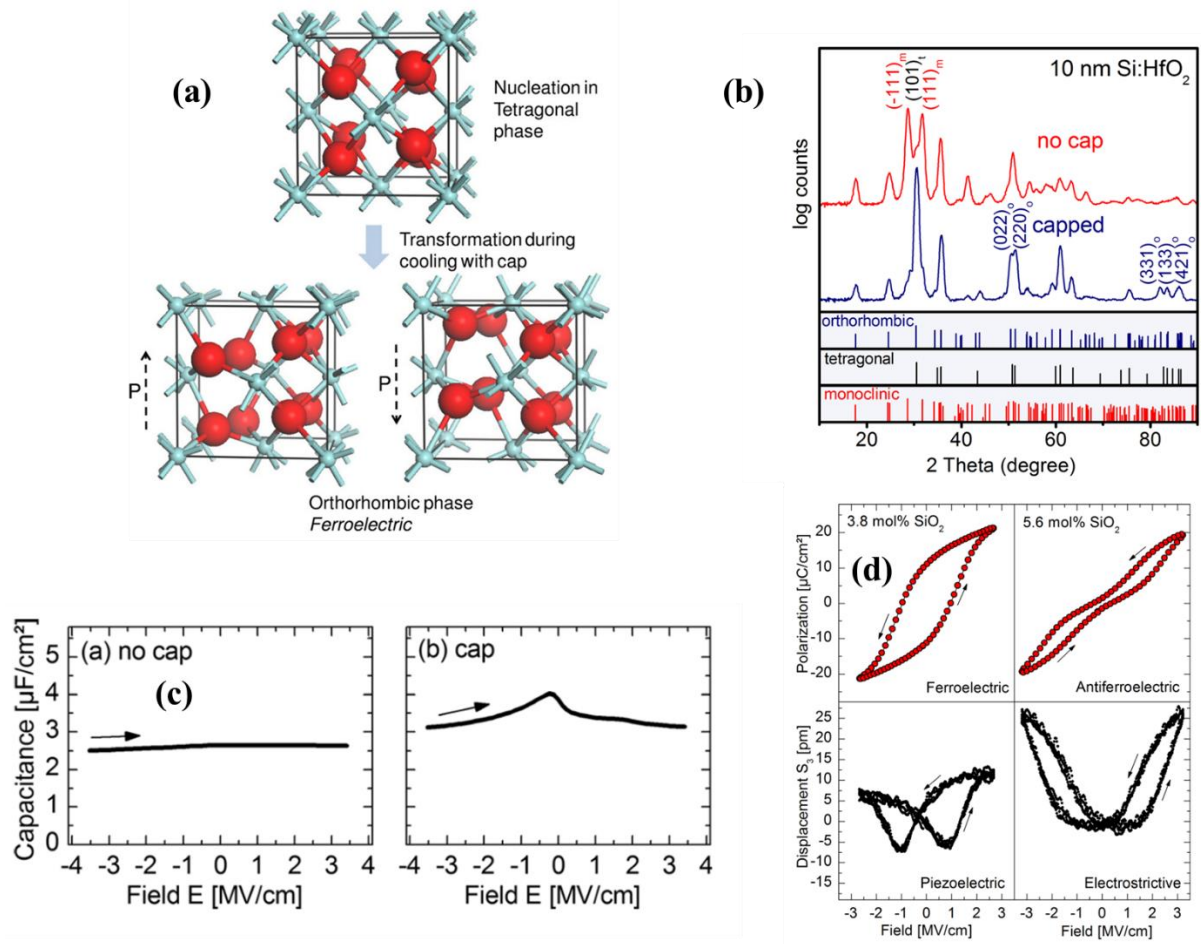 (a)
Nucleation in
Tetragonal
phase
Transformation during
cooling with cap
P
P
Orthorhombic phase
Ferroelectric
(b)
(-111)m
(101)t
(111)m
10 nm Si:HfO2
no cap
(022)o
(220)o
capped
(331)o
(133)o
(421)o
log counts
orthorhombic
tetragonal
monoclinic
20 40 60 80
2 Theta (degree)
(c)
(a) no cap
(b) cap
Capacitance [µF/cm²]
5
4
3
2
1
0
-4 -3 -2 -1 0 1 2 3 4
-4 -3 -2 -1 0 1 2 3 4
Field E [MV/cm]
Field E [MV/cm]
(d)
3.8 mol% SiO2
5.6 mol% SiO2
Polarization [µC/cm²]
20
10
0
-10
-20
Ferroelectric
Antiferroelectric
Displacement S3 [pm]
25
20
15
10
5
0
-5
-10
-15
Piezoelectric
Electrostrictive
-3 -2 -1 0 1 2 3
-3 -2 -1 0 1 2 3
Field [MV/cm]
Field [MV/cm]